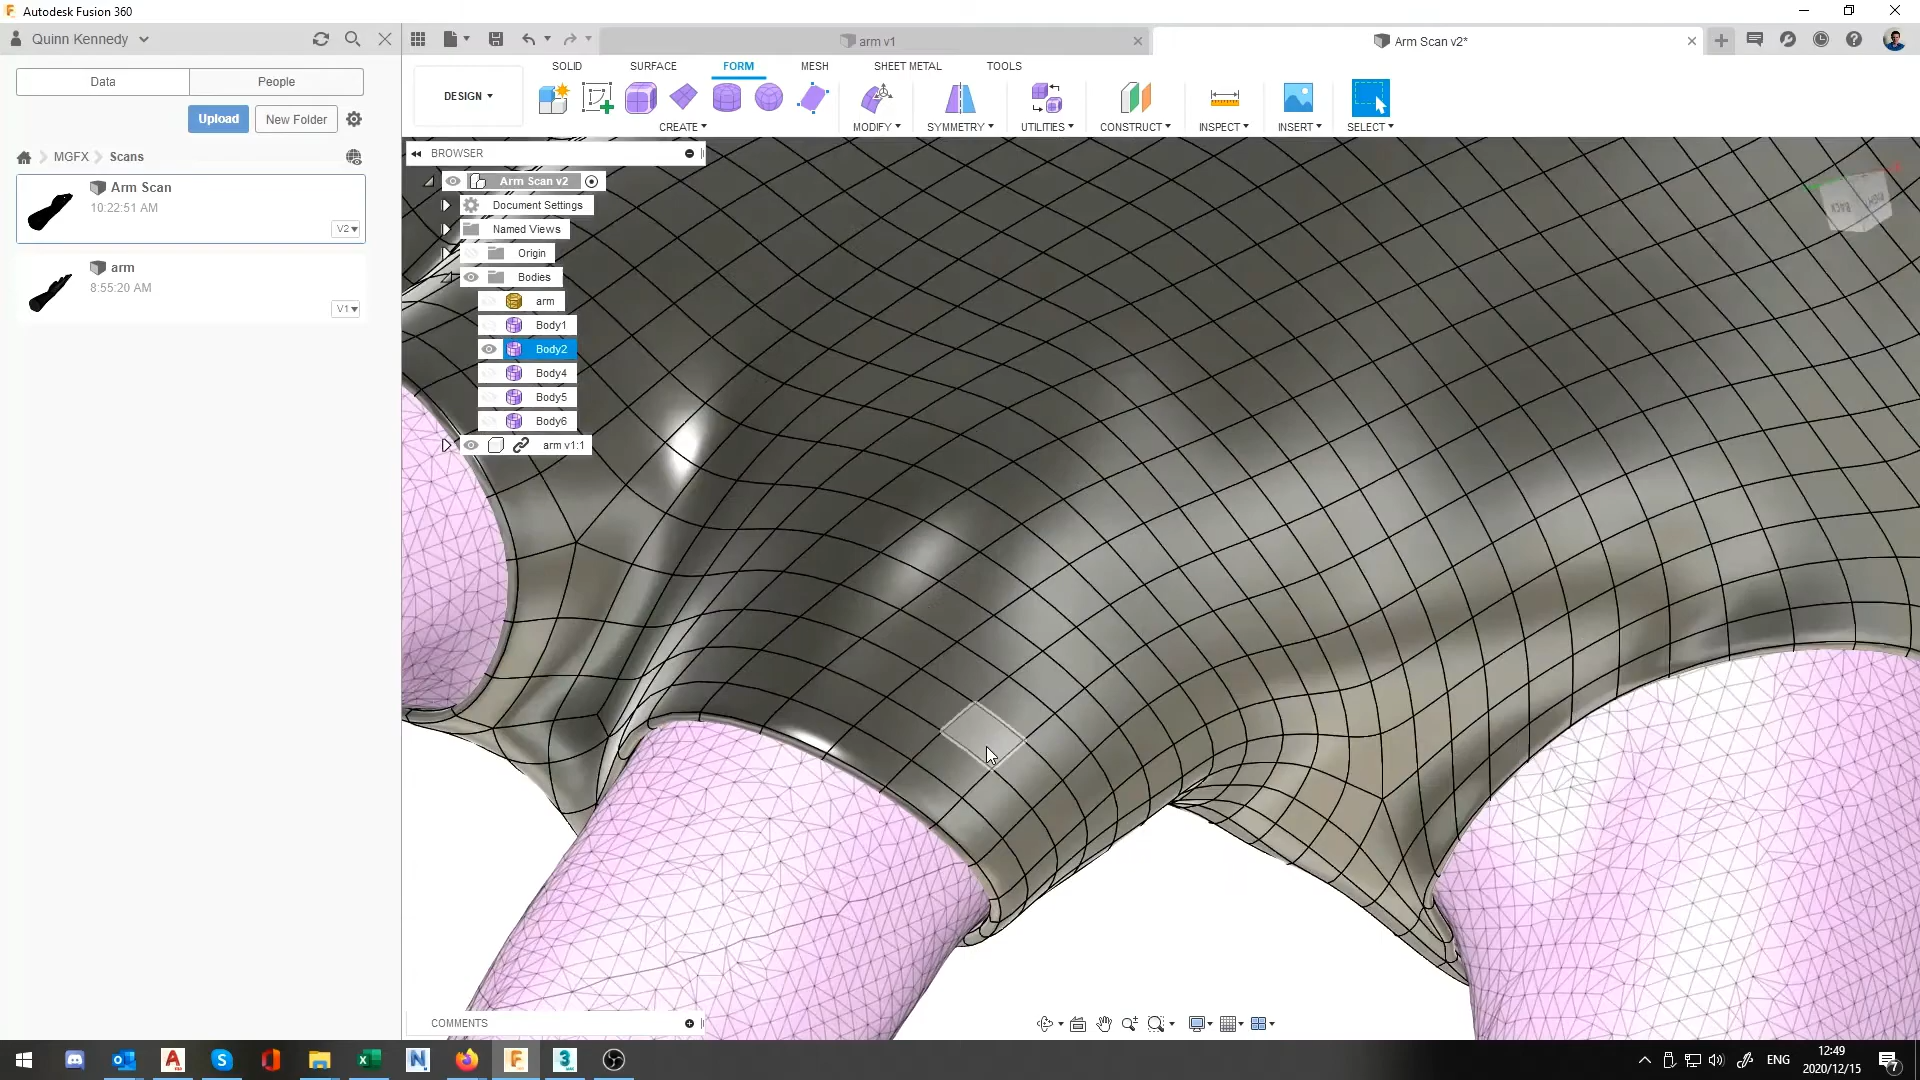 Autodesk Fusion 360
Quinn Kennedy
arm v1
Arm Scan v2*
Data
People
SOLID
SURFACE
FORM
MESH
SHEET METAL
TOOLS
DESIGN
Upload
New Folder
CREATE
MODIFY
SYMMETRY
UTILITIES
CONSTRUCT
INSPECT
INSERT
SELECT
MGFX
Scans
BROWSER
Arm Scan
10:22:51 AM
V2
arm
8:55:20 AM
V1
Arm Scan v2
Document Settings
Named Views
Origin
Bodies
arm
Body1
Body2
Body4
Body5
Body6
arm v1:1
BACK
COMMENTS
ENG
12:49
2020/12/15
7